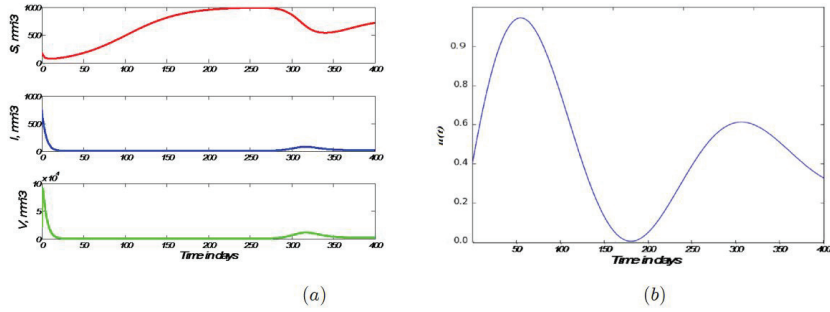 1000
500
0
S, mm3
0 50 100 150 200 250 300 350 400
1000
500
0
I, mm3
0 50 100 150 200 250 300 350 400
×10⁴
10
5
0
V, mm3
0 50 100 150 200 250 300 350 400
Time in days
(a)
0.9
0.8
0.6
0.4
0.2
0.0
u(t)
50 100 150 200 250 300 350 400
Time in days
(b)